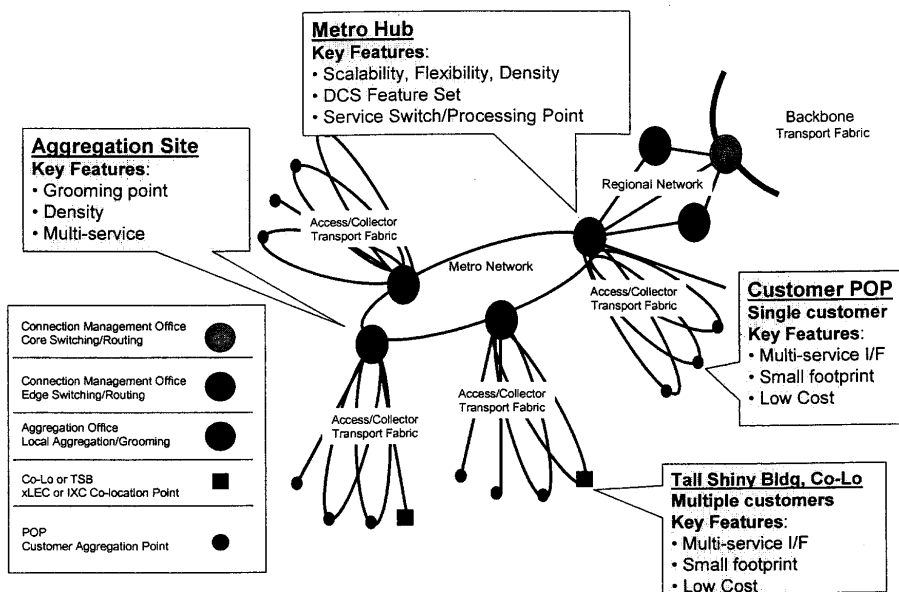 Metro Hub
Key Features:
• Scalability, Flexibility, Density
• DCS Feature Set
• Service Switch/Processing Point
Backbone
Transport Fabric
Aggregation Site
Key Features:
• Grooming point
• Density
• Multi-service
Regional Network
Access/Collector
Transport Fabric
Metro Network
Access/Collector
Transport Fabric
Customer POP
Single customer
Key Features:
• Multi-service I/F
• Small footprint
• Low Cost
Connection Management Office
Core Switching/Routing
Connection Management Office
Edge Switching/Routing
Aggregation Office
Local Aggregation/Grooming
Co-Lo or TSB
xLEC or IXC Co-location Point
POP
Customer Aggregation Point
Access/Collector
Transport Fabric
Access/Collector
Transport Fabric
Tall Shiny Bldg, Co-Lo
Multiple customers
Key Features:
• Multi-service I/F
• Small footprint
• Low Cost